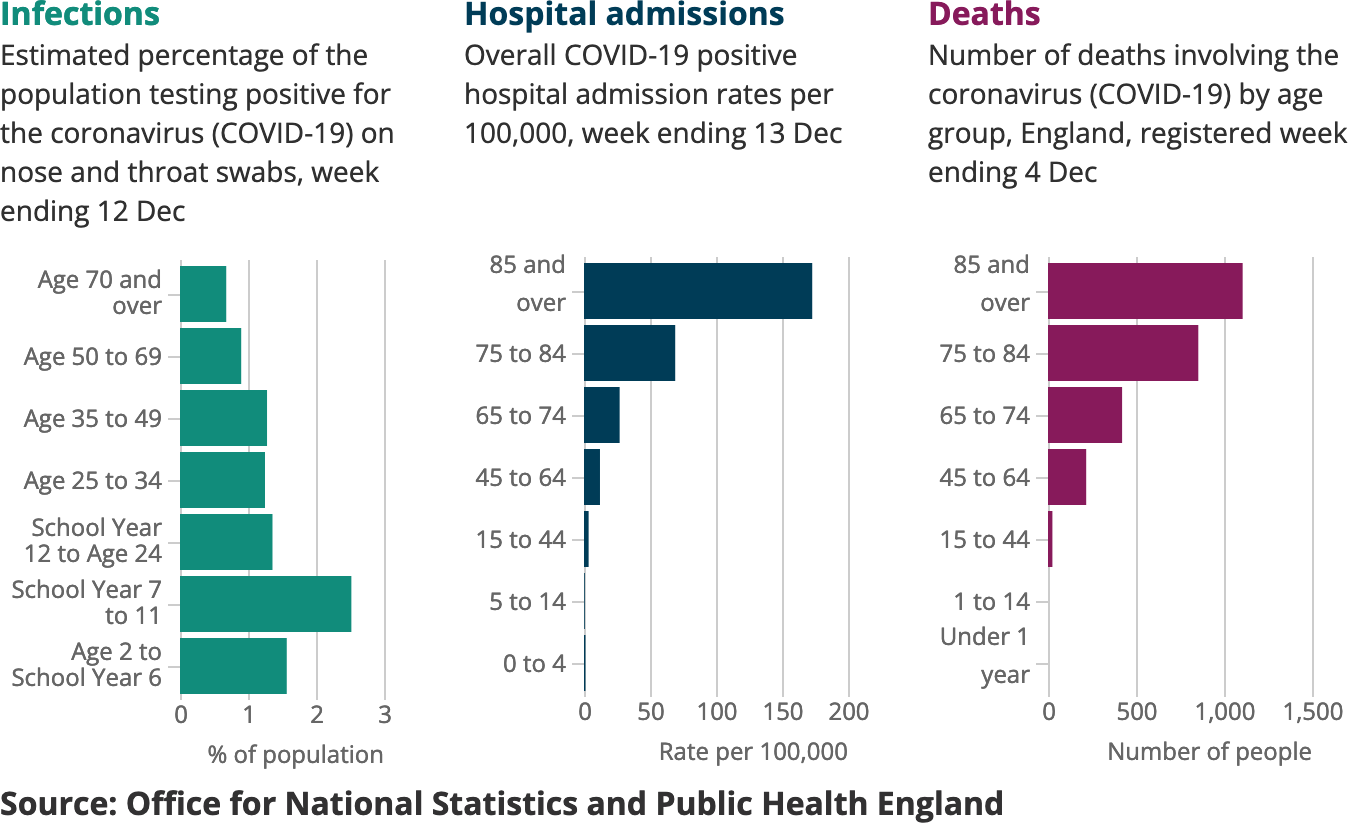 Infections
Estimated percentage of the
population testing positive for
the coronavirus (COVID-19) on
nose and throat swabs, week
ending 12 Dec
Age 70 and
over
Age 50 to 69
Age 35 to 49
Age 25 to 34
School Year
12 to Age 24
School Year 7
to 11
Age 2 to
School Year 6
0 1 2 3
% of population
Hospital admissions
Overall COVID-19 positive
hospital admission rates per
100,000, week ending 13 Dec
85 and
over
75 to 84
65 to 74
45 to 64
15 to 44
5 to 14
0 to 4
0 50 100 150 200
Rate per 100,000
Deaths
Number of deaths involving the
coronavirus (COVID-19) by age
group, England, registered week
ending 4 Dec
85 and
over
75 to 84
65 to 74
45 to 64
15 to 44
1 to 14
Under 1
year
0 500 1,000 1,500
Number of people
Source: Office for National Statistics and Public Health England